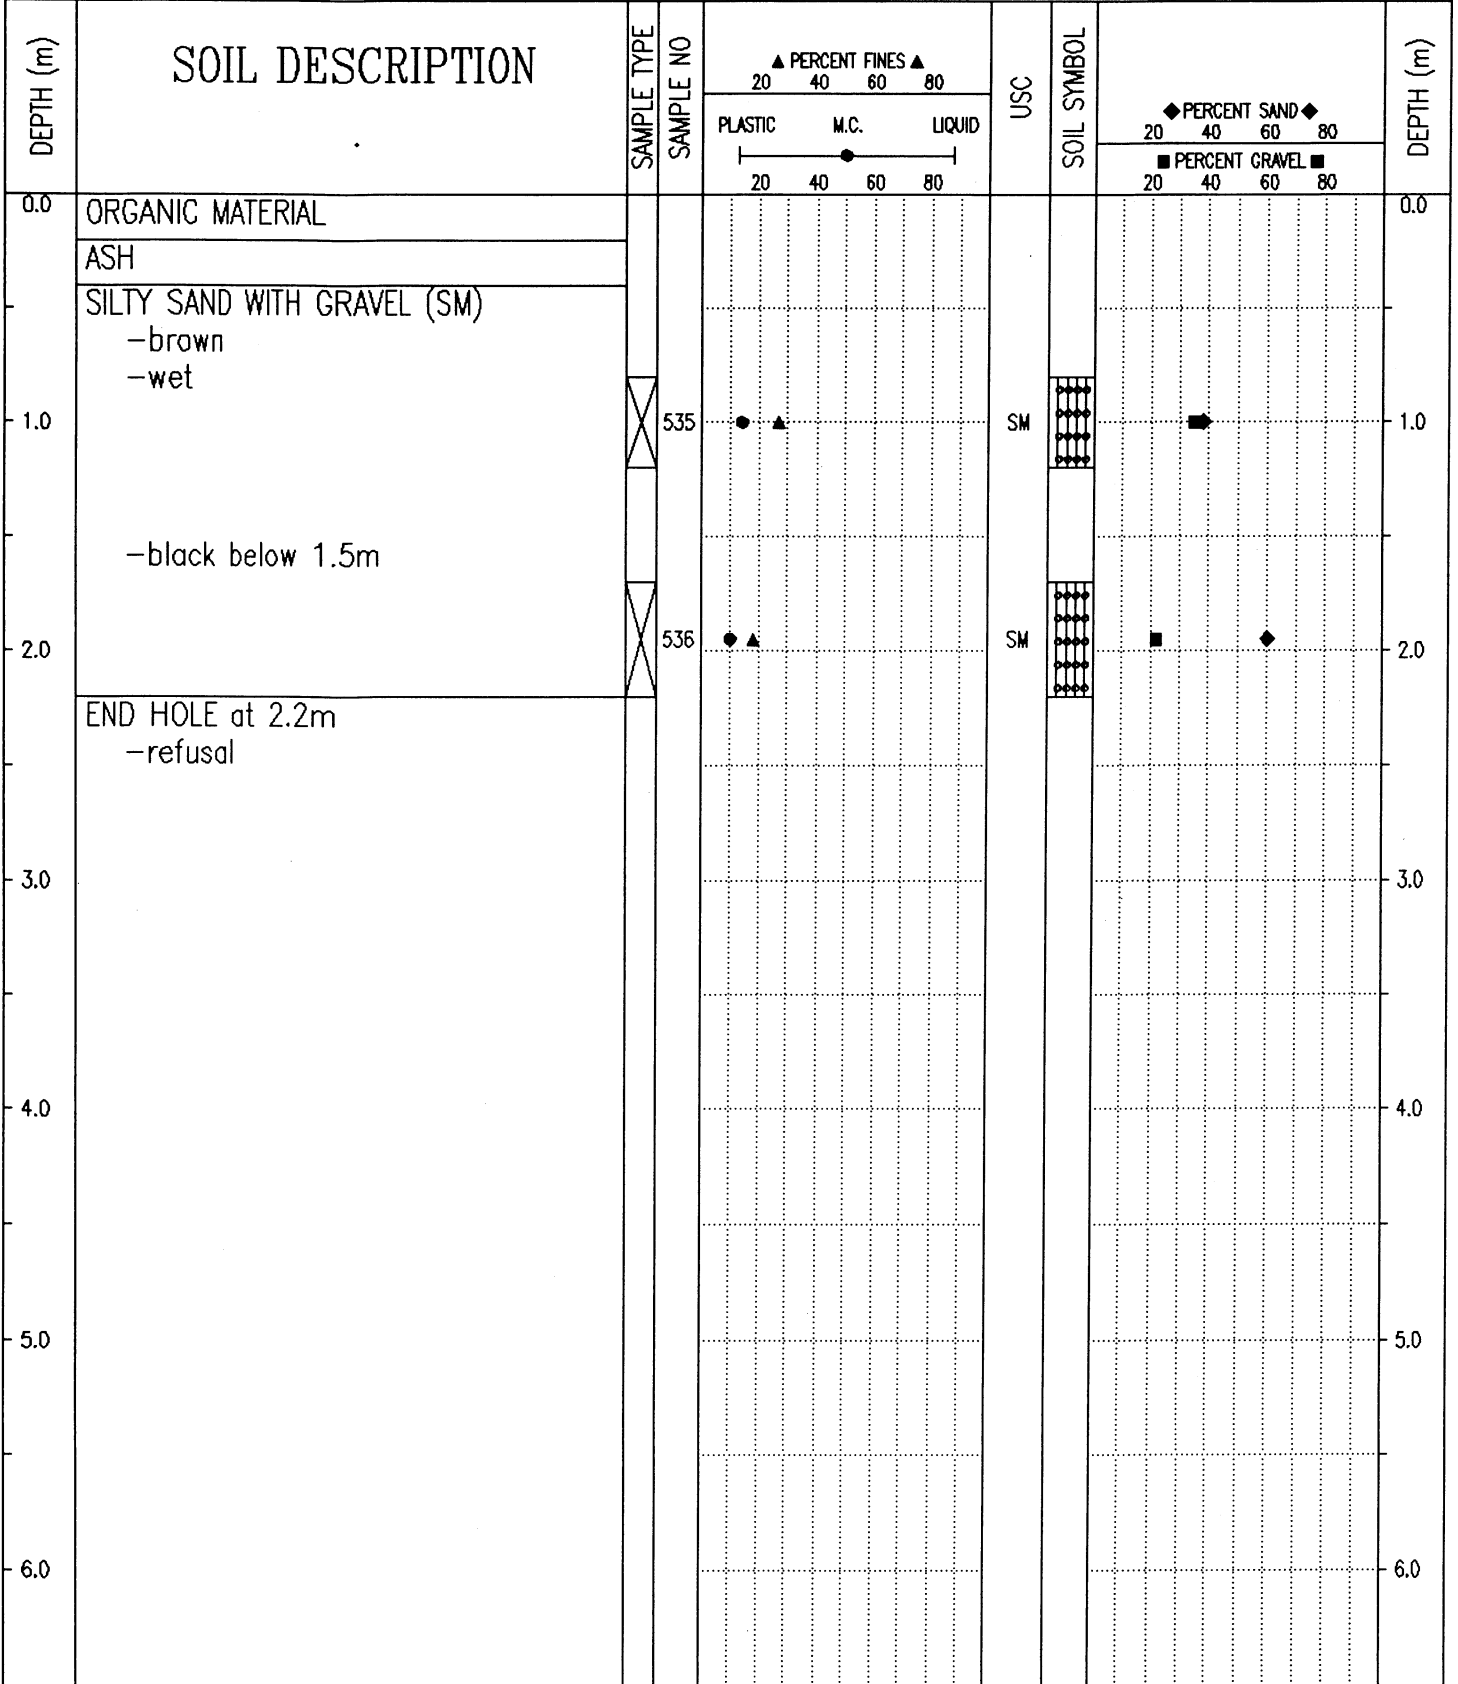 DEPTH (m)
SOIL DESCRIPTION
SAMPLE TYPE
SAMPLE NO
▲ PERCENT FINES ▲
20 40 60 80
PLASTIC M.C. LIQUID
20 40 60 80
USC
SOIL SYMBOL
◆ PERCENT SAND ◆
20 40 60 80
■ PERCENT GRAVEL ■
20 40 60 80
DEPTH (m)
0.0 ORGANIC MATERIAL 0.0
ASH
SILTY SAND WITH GRAVEL (SM)
-brown
-wet
1.0 535 SM 1.0
-black below 1.5m
536 SM
2.0 2.0
END HOLE at 2.2m
-refusal
3.0 3.0
4.0 4.0
5.0 5.0
6.0 6.0